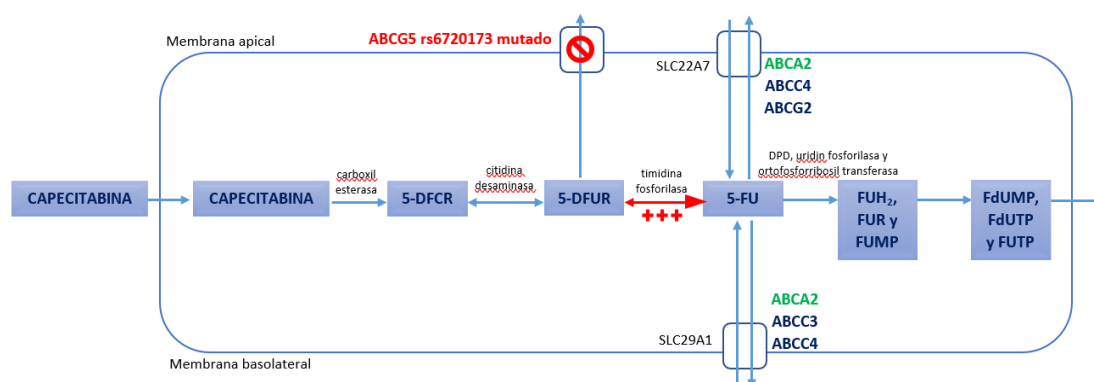 Membrana apical
ABCG5 rs6720173 mutado
SLC22A7
ABCA2
ABCC4
ABCG2
CAPECITABINA
CAPECITABINA
carboxil
esterasa
5-DFCR
citidina
desaminasa
5-DFUR
timidina
fosforilasa
+++
5-FU
DPD, uridin fosforilasa y
ortofosforribosil transferasa
FUH₂,
FUR y
FUMP
FdUMP,
FdUTP
y FUTP
SLC29A1
ABCA2
ABCC3
ABCC4
Membrana basolateral